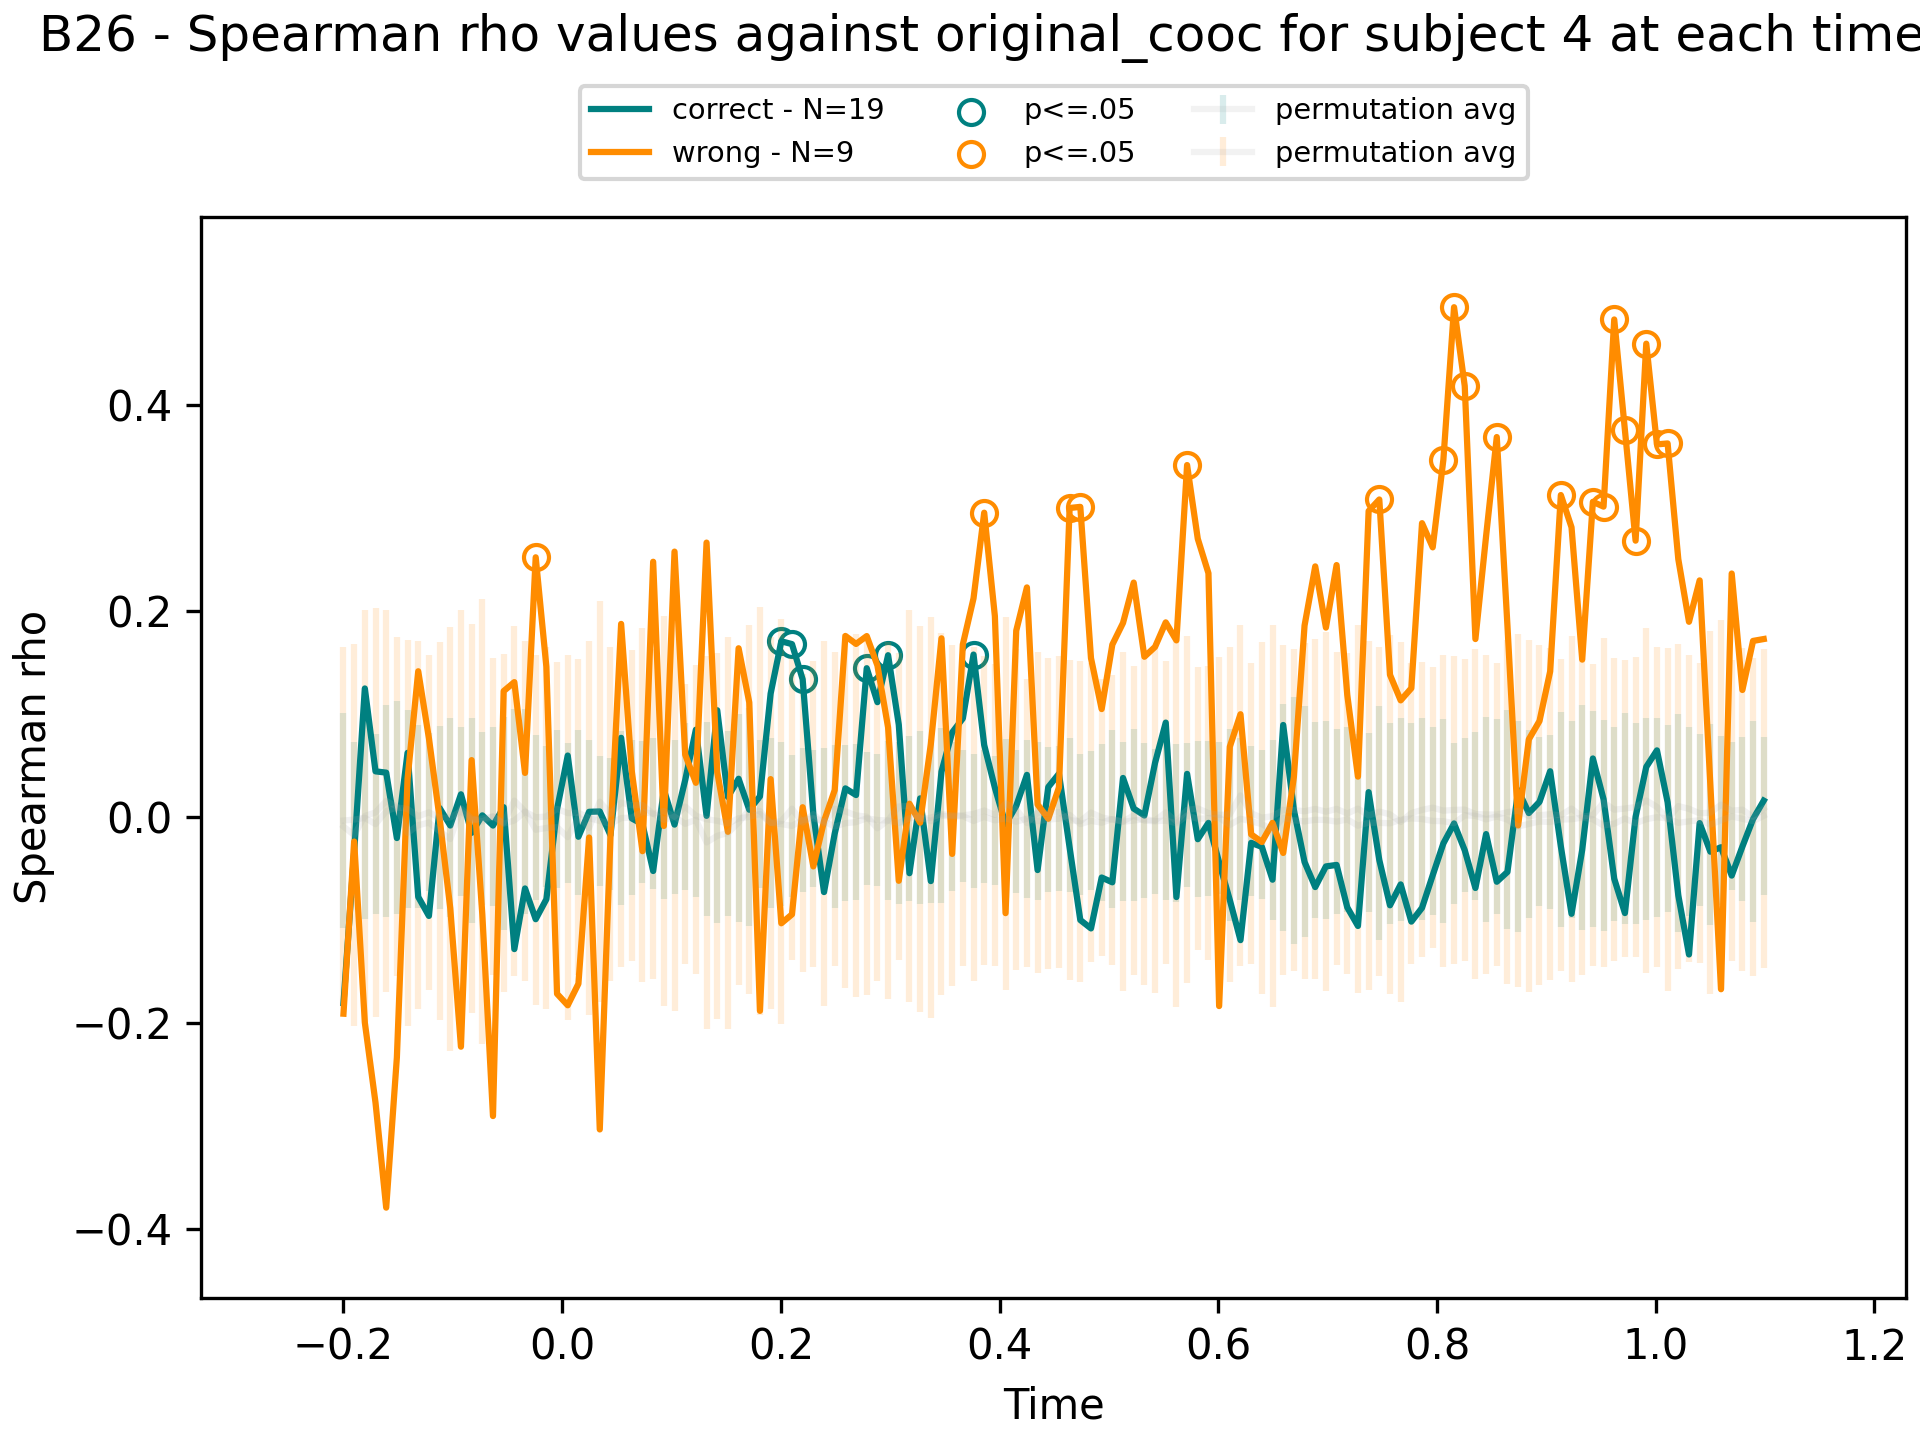 B26 - Spearman rho values against original_cooc for subject 4 at each time
correct - N=19
wrong - N=9
p<=.05
p<=.05
permutation avg
permutation avg
Spearman rho
0.4
0.2
0.0
−0.2
−0.4
−0.2 0.0 0.2 0.4 0.6 0.8 1.0 1.2
Time